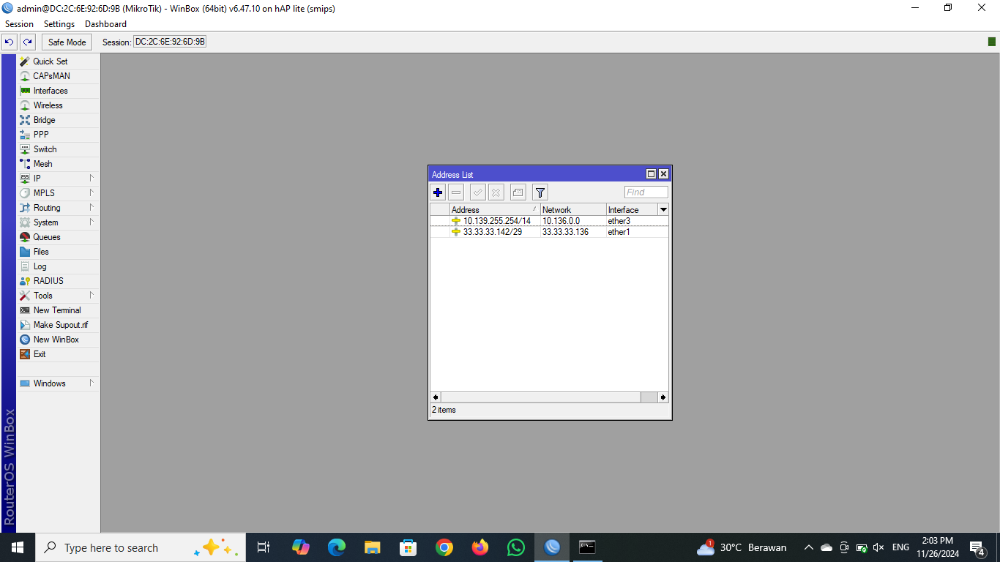 admin@DC:2C:6E:92:6D:9B (MikroTik) - WinBox (64bit) v6.47.10 on hAP lite (smips)
Session Settings Dashboard
Safe Mode Session: DC:2C:6E:92:6D:9B
Quick Set
CAPsMAN
Interfaces
Wireless
Bridge
PPP
Switch
Mesh
IP
MPLS
Routing
System
Queues
Files
Log
RADIUS
Tools
New Terminal
Make Supout.rif
New WinBox
Exit
Windows
RouterOS WinBox
Address List
Find
Address Network Interface
10.139.255.254/14 10.136.0.0 ether3
33.33.33.142/29 33.33.33.136 ether1
2 items
Type here to search
1
30°C Berawan
ENG
2:03 PM
11/26/2024
4